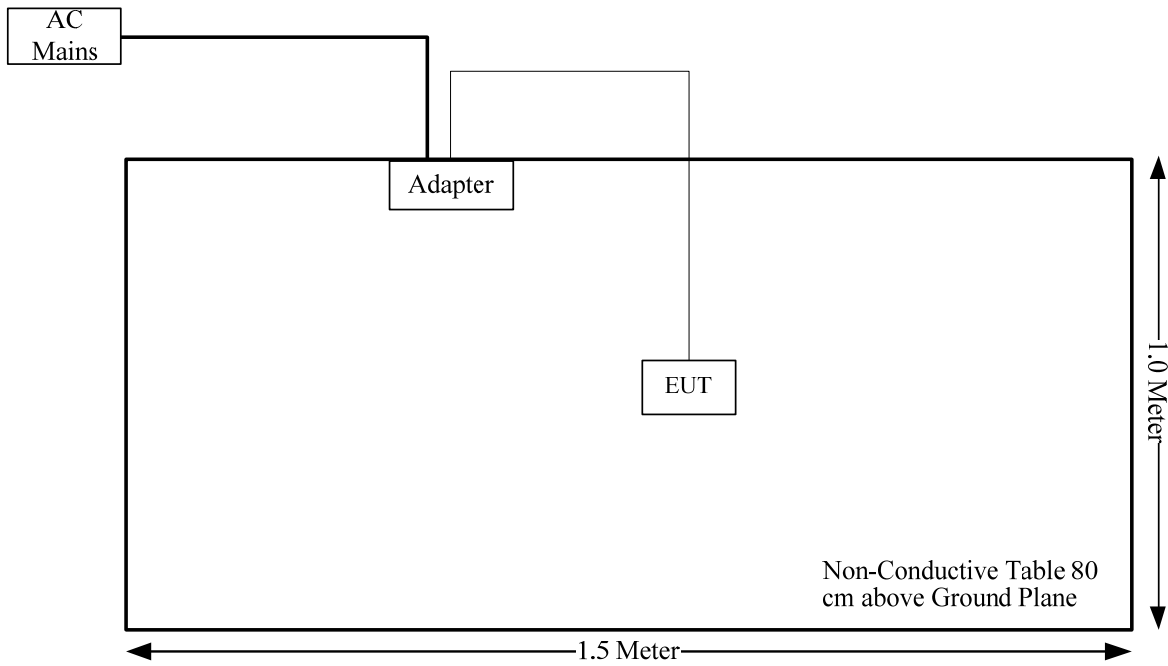 AC
Mains
Adapter
EUT
1.0 Meter
Non-Conductive Table 80
cm above Ground Plane
1.5 Meter